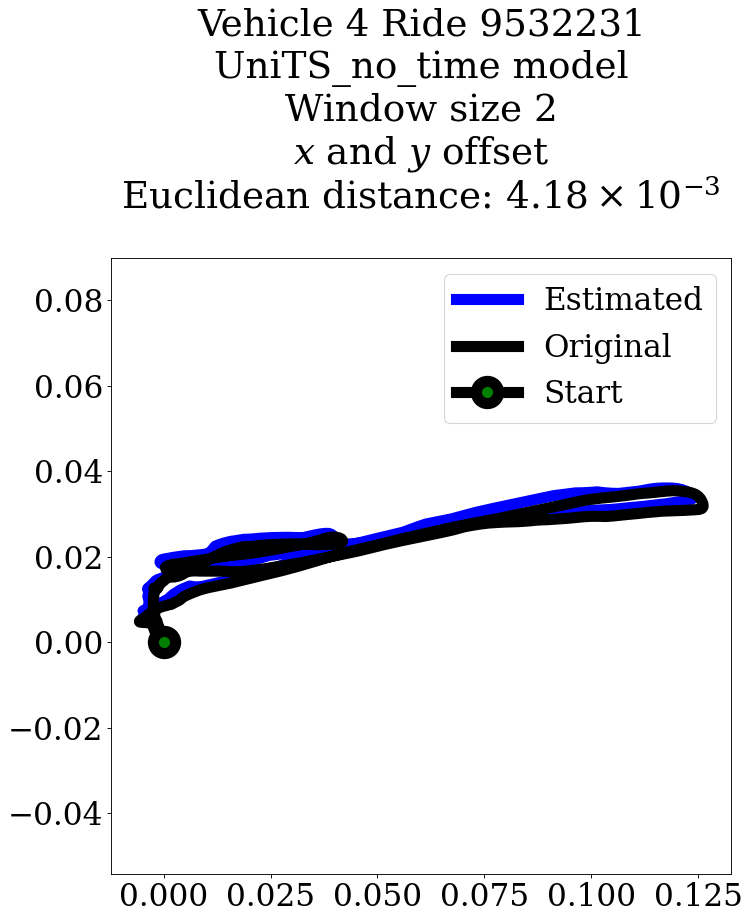 Vehicle 4 Ride 9532231
UniTS_no_time model
Window size 2
x and y offset
Euclidean distance: 4.18 × 10⁻³
Estimated
Original
Start
0.08
0.06
0.04
0.02
0.00
−0.02
−0.04
0.000 0.025 0.050 0.075 0.100 0.125